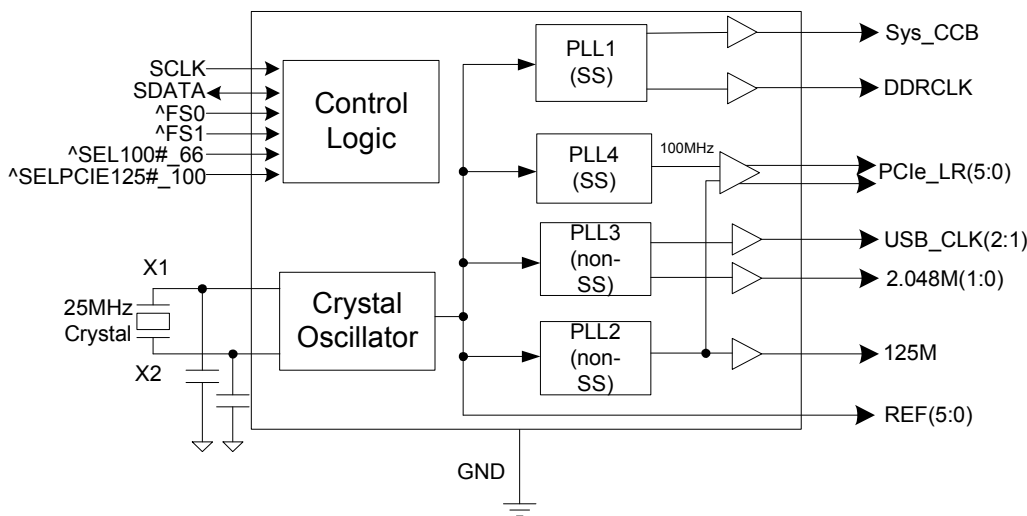 SCLK
SDATA
^FS0
^FS1
^SEL100#_66
^SELPCIE125#_100
Control
Logic
X1
25MHz
Crystal
X2
Crystal
Oscillator
PLL1
(SS)
PLL4
(SS)
100MHz
PLL3
(non-
SS)
PLL2
(non-
SS)
Sys_CCB
DDRCLK
PCIe_LR(5:0)
USB_CLK(2:1)
2.048M(1:0)
125M
REF(5:0)
GND